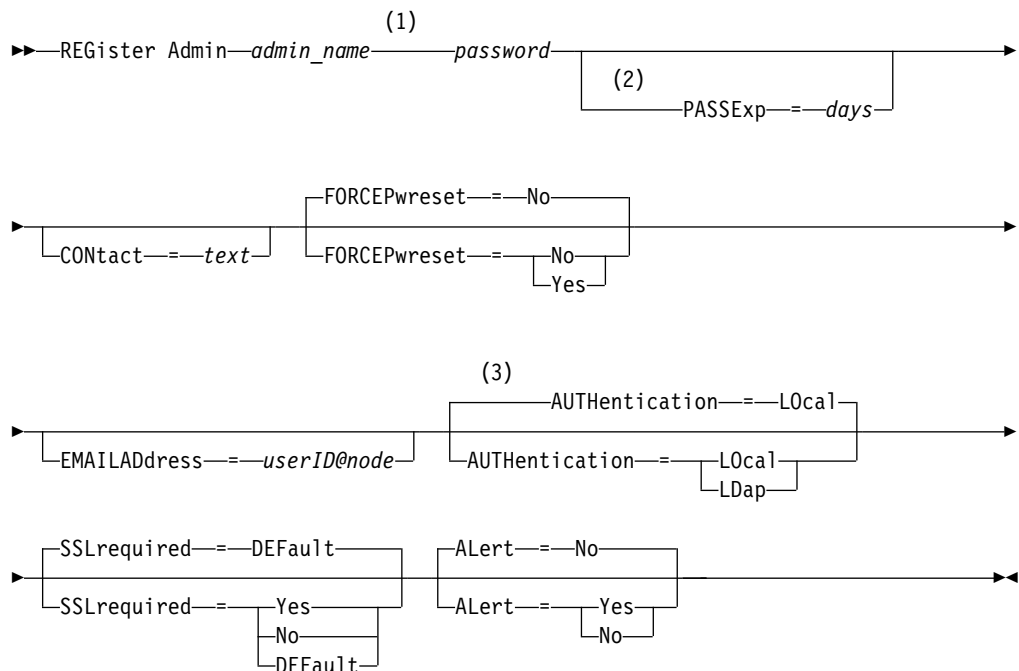 (1)
REGister Admin admin_name password
(2)
PASSExp = days
FORCEPwreset = No
CONtact = text FORCEPwreset = No
Yes
(3)
AUTHentication = LOcal
EMAILADdress = userID@node AUTHentication = LOcal
LDap
SSLrequired = DEFault ALert = No
SSLrequired = Yes ALert = Yes
No No
DEFault